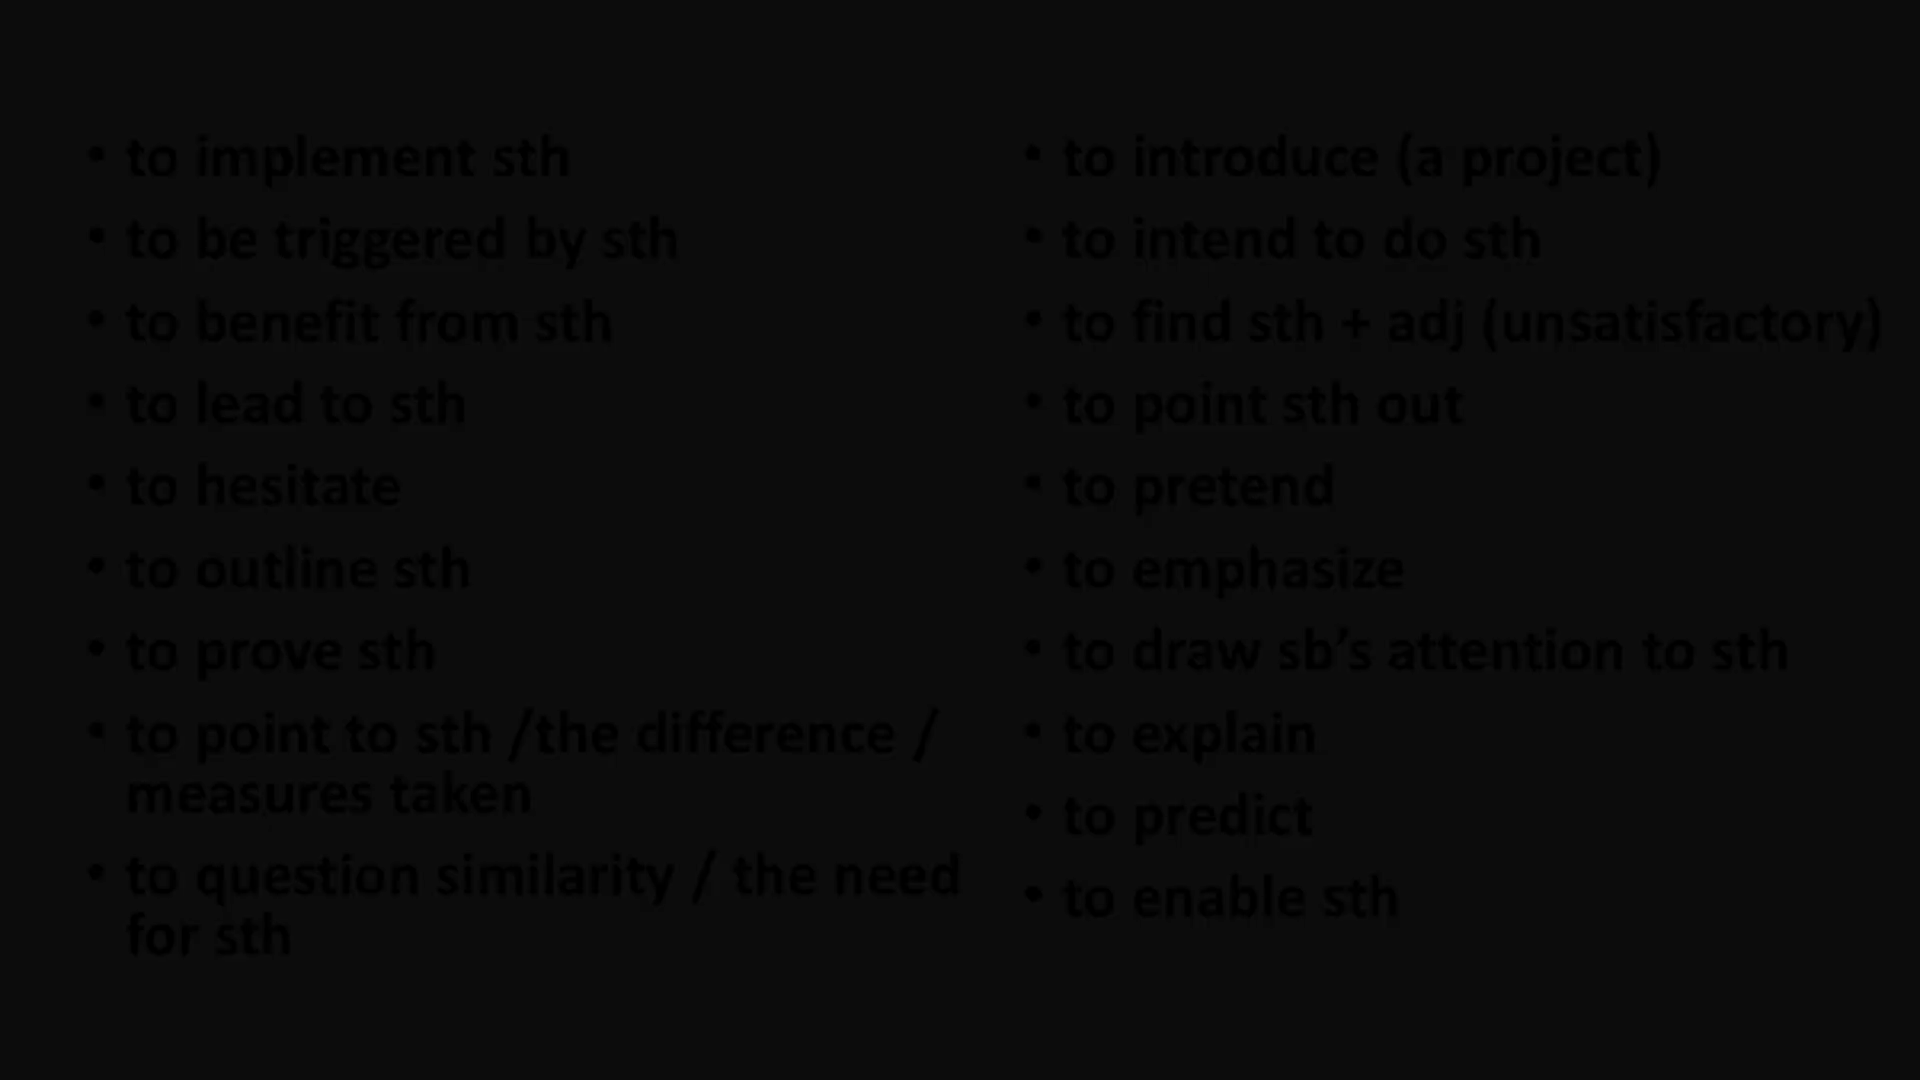 • to implement sth
• to be triggered by sth
• to benefit from sth
• to lead to sth
• to hesitate
• to outline sth
• to prove sth
• to point to sth /the difference /
measures taken
• to question similarity / the need
for sth
• to introduce (a project)
• to intend to do sth
• to find sth + adj (unsatisfactory)
• to point sth out
• to pretend
• to emphasize
• to draw sb’s attention to sth
• to explain
• to predict
• to enable sth